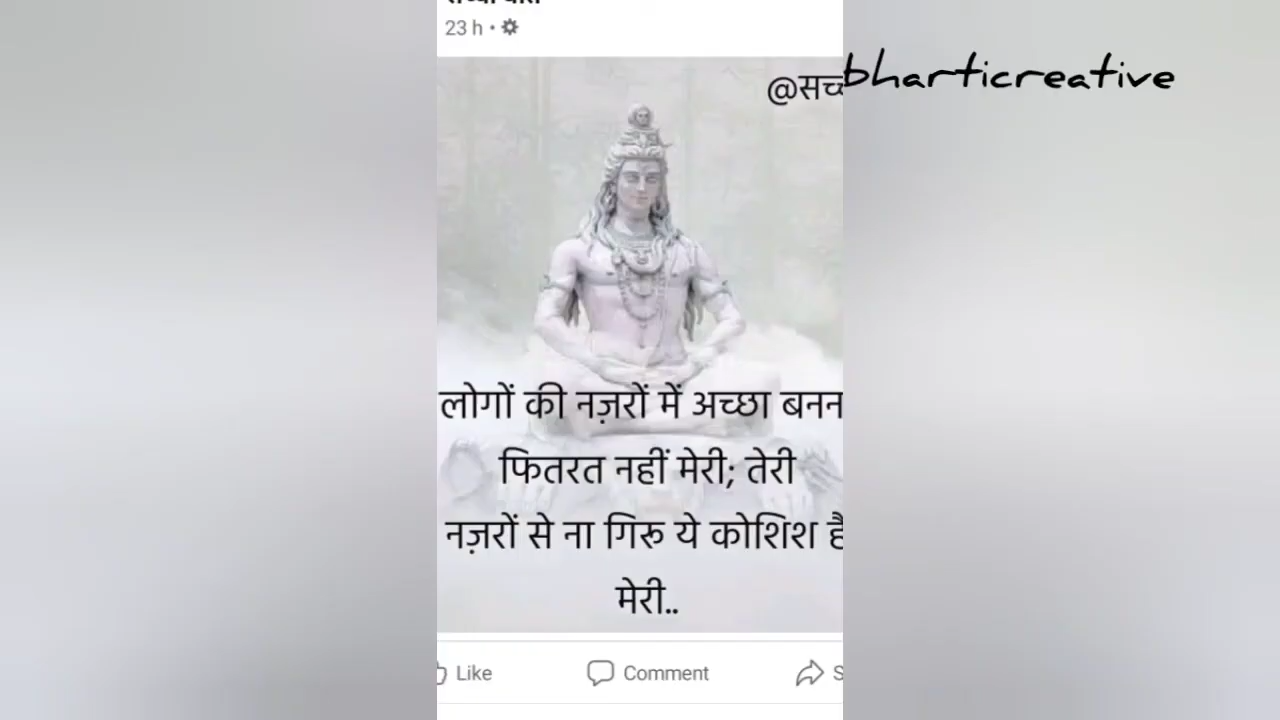 23 h •
@सच्
bharticreative
लोगों की नज़रों में अच्छा बनन
फितरत नहीं मेरी; तेरी
नज़रों से ना गिरू ये कोशिश है
मेरी..
Like
Comment
S